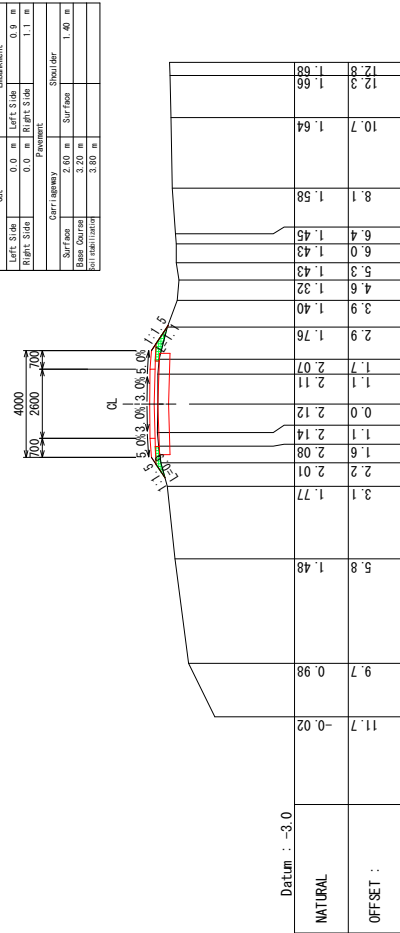 Left Side 0.0 m Left Side 0.9 m
Right Side 0.0 m Right Side 1.1 m
Pavement
Carriageway Shoulder
Surface 2.60 m Surface 1.40 m
Base Course 3.20 m
Soil stabilization 3.80 m
4000
700 2600 700
CL
5.0% 3.0% 3.0% 5.0%
1:1.5 1:1.5
L=1.1
Datum : -3.0
NATURAL -0.02 0.98 1.48 1.77 2.01 2.08 2.14 2.12 2.11 2.07 1.76 1.40 1.32 1.43 1.43 1.45 1.58 1.64 1.66 1.68
OFFSET : 11.7 9.7 5.8 3.1 2.2 1.6 1.1 0.0 1.1 1.7 2.9 3.9 4.6 5.3 6.0 6.4 8.1 10.7 12.3 12.8